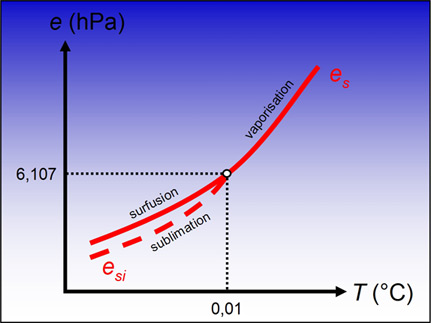 e (hPa)
vaporisation
es
6,107
surfusion
sublimation
esi
T (°C)
0,01